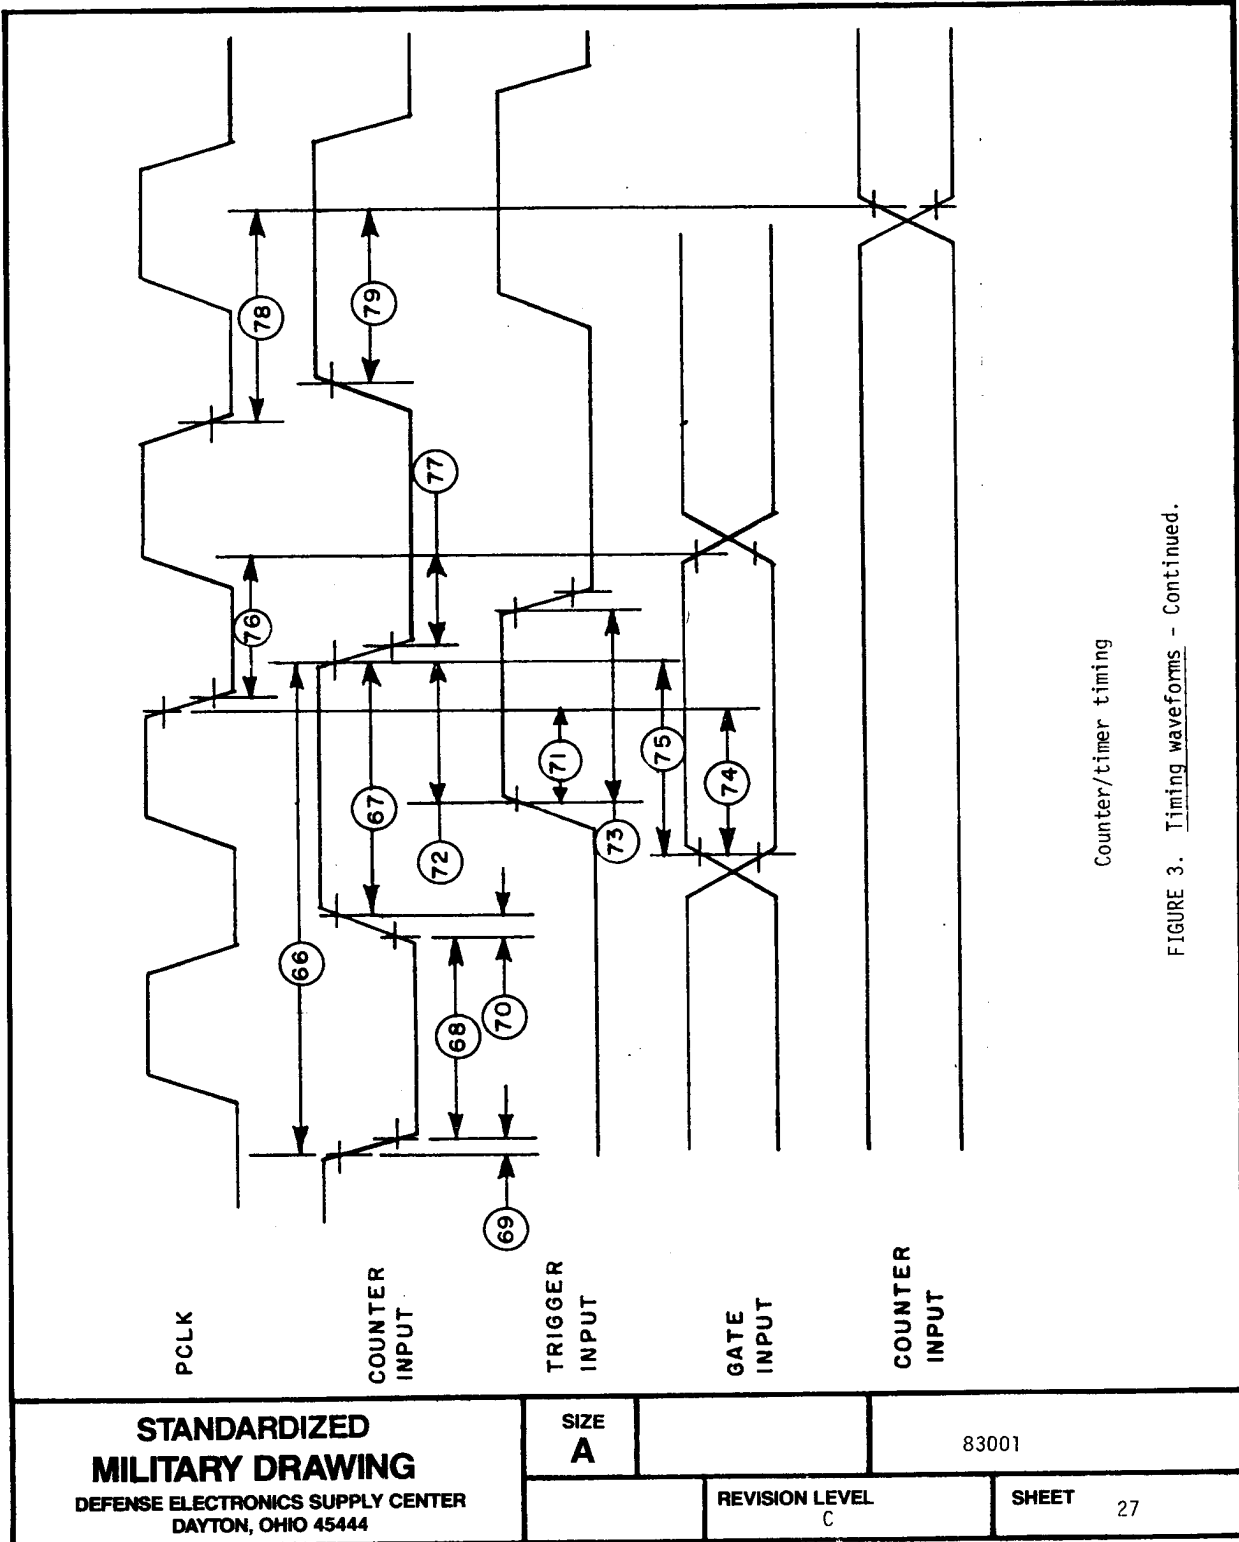 PCLK
COUNTER
INPUT
TRIGGER
INPUT
GATE
INPUT
COUNTER
INPUT
66
67
68
69
70
71
72
73
74
75
76
77
78
79
Counter/timer timing
FIGURE 3. Timing waveforms - Continued.
STANDARDIZED
MILITARY DRAWING
DEFENSE ELECTRONICS SUPPLY CENTER
DAYTON, OHIO 45444
SIZE
A
83001
REVISION LEVEL
C
SHEET 27